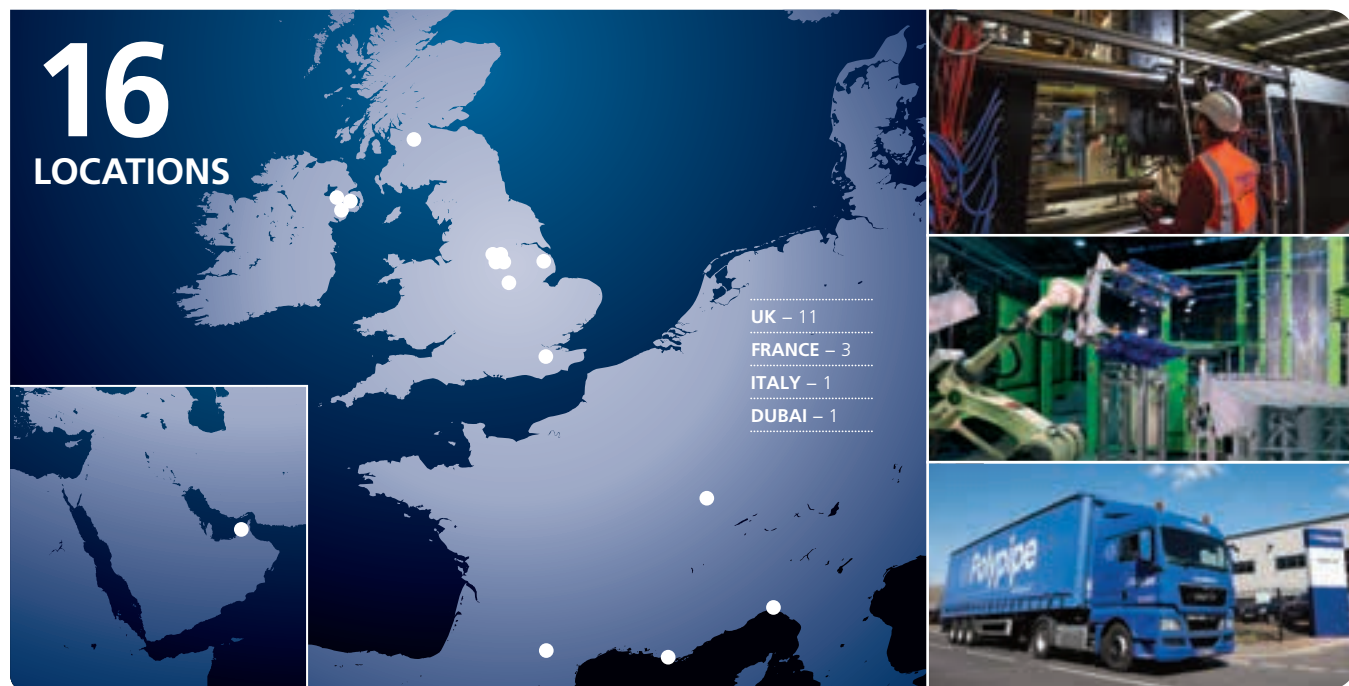 16
LOCATIONS
UK – 11
FRANCE – 3
ITALY – 1
DUBAI – 1
Polypipe